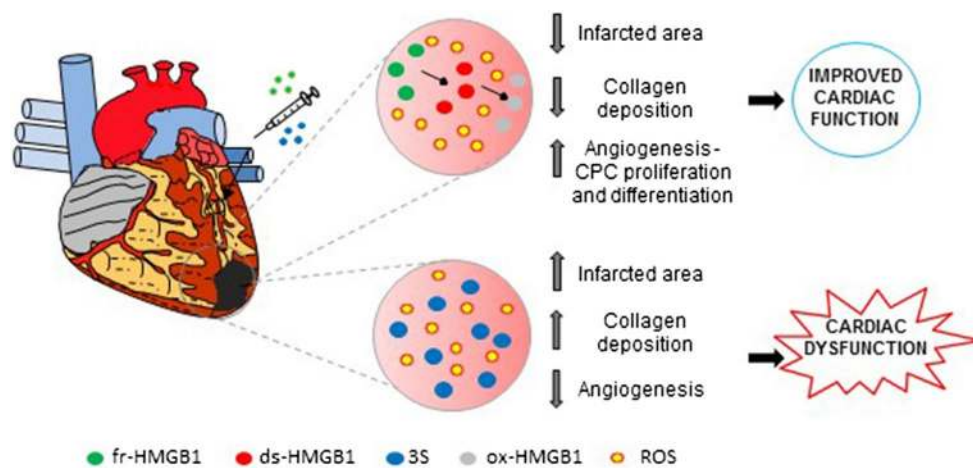 Infarcted area
Collagen
deposition
Angiogenesis-
CPC proliferation
and differentiation
IMPROVED
CARDIAC
FUNCTION
Infarcted area
Collagen
deposition
Angiogenesis
CARDIAC
DYSFUNCTION
fr-HMGB1 ds-HMGB1 3S ox-HMGB1 ROS